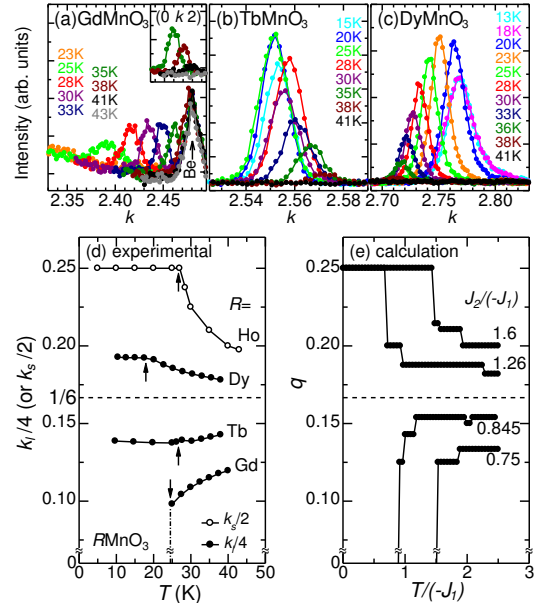 (a) GdMnO₃
(0 k 2)
23K
25K
28K
30K
33K
35K
38K
41K
43K
Be
2.35 2.40 2.45
k
Intensity (arb. units)
(b) TbMnO₃
15K
20K
25K
28K
30K
35K
38K
41K
2.54 2.56 2.58
k
(c) DyMnO₃
13K
18K
20K
23K
25K
28K
30K
33K
36K
38K
41K
2.70 2.75 2.80
k
(d) experimental
R=
Ho
Dy
Tb
Gd
kₛ/2
kₗ/4
RMnO₃
0.25
0.20
1/6
0.15
0.10
0
kₗ/4 (or kₛ/2)
0 10 20 30 40 50
T (K)
(e) calculation
J₂/(-J₁)
1.6
1.26
0.845
0.75
0.25
0.20
0.15
0.10
0
q
0 1 2 3
T/(-J₁)